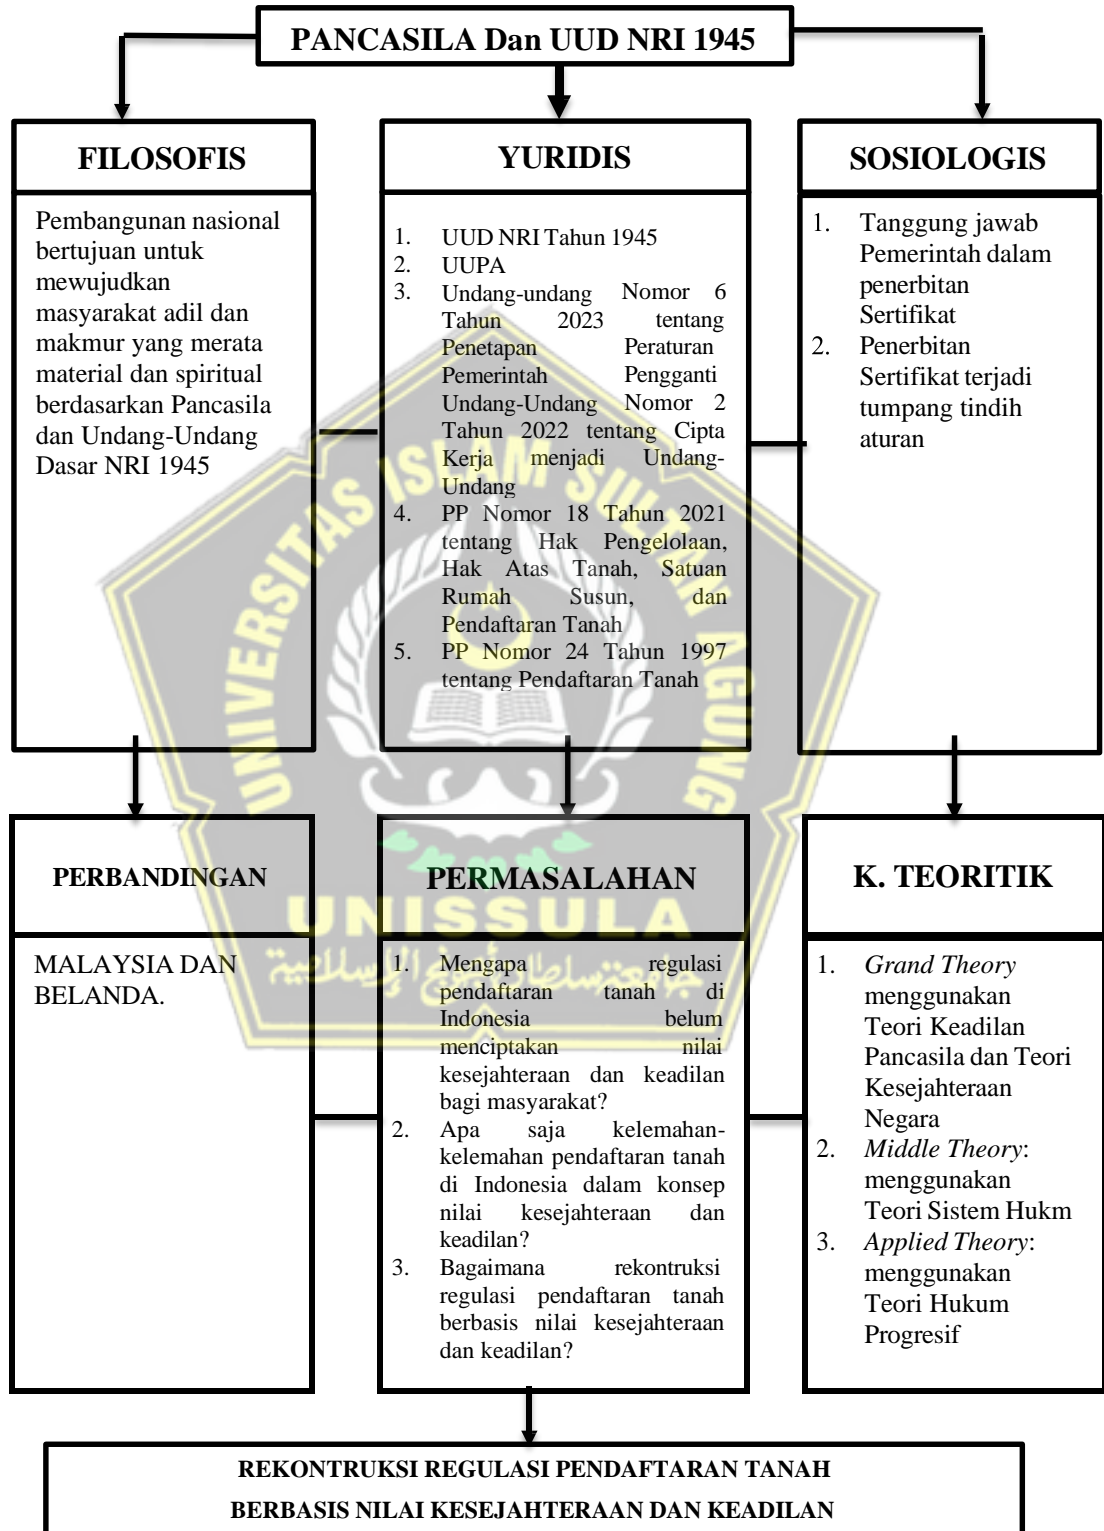 PANCASILA Dan UUD NRI 1945
FILOSOFIS
Pembangunan nasional
bertujuan untuk
mewujudkan
masyarakat adil dan
makmur yang merata
material dan spiritual
berdasarkan Pancasila
dan Undang-Undang
Dasar NRI 1945
YURIDIS
1. UUD NRI Tahun 1945
2. UUPA
3. Undang-undang Nomor 6
Tahun 2023 tentang
Penetapan Peraturan
Pemerintah Pengganti
Undang-Undang Nomor 2
Tahun 2022 tentang Cipta
Kerja menjadi Undang-
Undang
4. PP Nomor 18 Tahun 2021
tentang Hak Pengelolaan,
Hak Atas Tanah, Satuan
Rumah Susun, dan
Pendaftaran Tanah
5. PP Nomor 24 Tahun 1997
tentang Pendaftaran Tanah
SOSIOLOGIS
1. Tanggung jawab
Pemerintah dalam
penerbitan
Sertifikat
2. Penerbitan
Sertifikat terjadi
tumpang tindih
aturan
UNIVERSITAS ISLAM SULTAN AGUNG
UNISSULA
جامعنسلطان أجونج الإسلامية
PERBANDINGAN
MALAYSIA DAN
BELANDA.
PERMASALAHAN
1. Mengapa regulasi
pendaftaran tanah di
Indonesia belum
menciptakan nilai
kesejahteraan dan keadilan
bagi masyarakat?
2. Apa saja kelemahan-
kelemahan pendaftaran tanah
di Indonesia dalam konsep
nilai kesejahteraan dan
keadilan?
3. Bagaimana rekontruksi
regulasi pendaftaran tanah
berbasis nilai kesejahteraan
dan keadilan?
K. TEORITIK
1. Grand Theory
menggunakan
Teori Keadilan
Pancasila dan Teori
Kesejahteraan
Negara
2. Middle Theory:
menggunakan
Teori Sistem Hukm
3. Applied Theory:
menggunakan
Teori Hukum
Progresif
REKONTRUKSI REGULASI PENDAFTARAN TANAH
BERBASIS NILAI KESEJAHTERAAN DAN KEADILAN